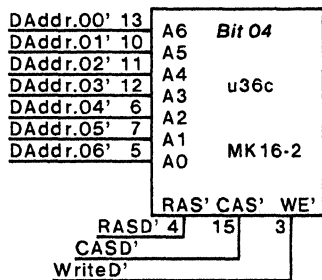 DAddr.00' 13 A6 Bit 04
DAddr.01' 10 A5
DAddr.02' 11 A4 u36c
DAddr.03' 12 A3
DAddr.04' 6 A2
DAddr.05' 7 A1 MK16-2
DAddr.06' 5 A0
RAS' CAS' WE'
RASD' 4 15 3
CASD'
WriteD'